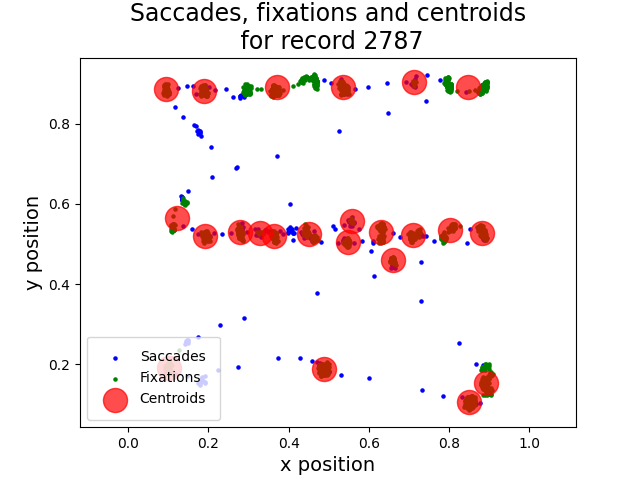 Saccades, fixations and centroids
for record 2787
y position
0.8
0.6
0.4
0.2
Saccades
Fixations
Centroids
0.0 0.2 0.4 0.6 0.8 1.0
x position